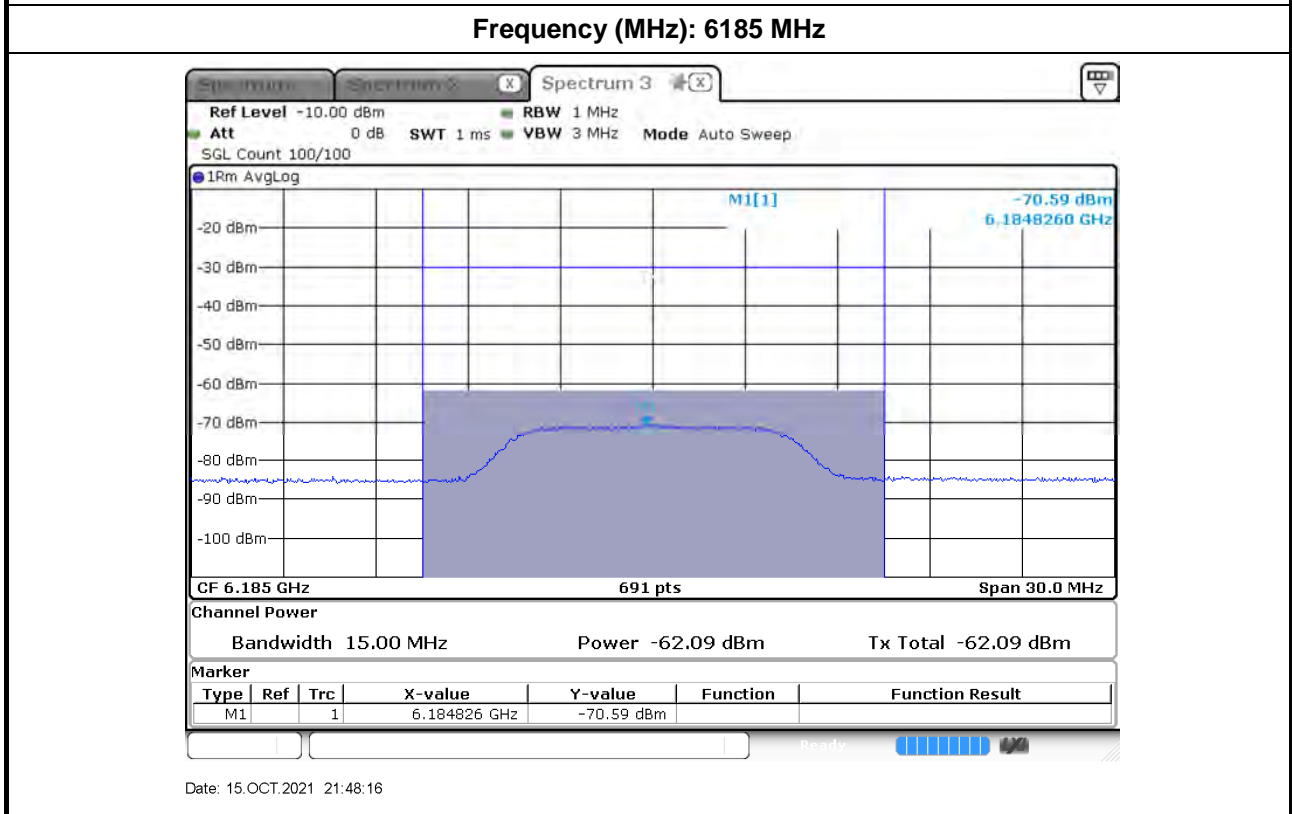 Frequency (MHz): 6185 MHz
Spectrum 3
Ref Level -10.00 dBm RBW 1 MHz
Att 0 dB SWT 1 ms VBW 3 MHz Mode Auto Sweep
SGL Count 100/100
1Rm AvgLog
M1[1] -70.59 dBm
6.1848260 GHz
-20 dBm
-30 dBm
-40 dBm
-50 dBm
-60 dBm
-70 dBm
-80 dBm
-90 dBm
-100 dBm
CF 6.185 GHz 691 pts Span 30.0 MHz
Channel Power
Bandwidth 15.00 MHz Power -62.09 dBm Tx Total -62.09 dBm
Marker
Type Ref Trc X-value Y-value Function Function Result
M1 1 6.184826 GHz -70.59 dBm
Ready
Date: 15.OCT.2021 21:48:16